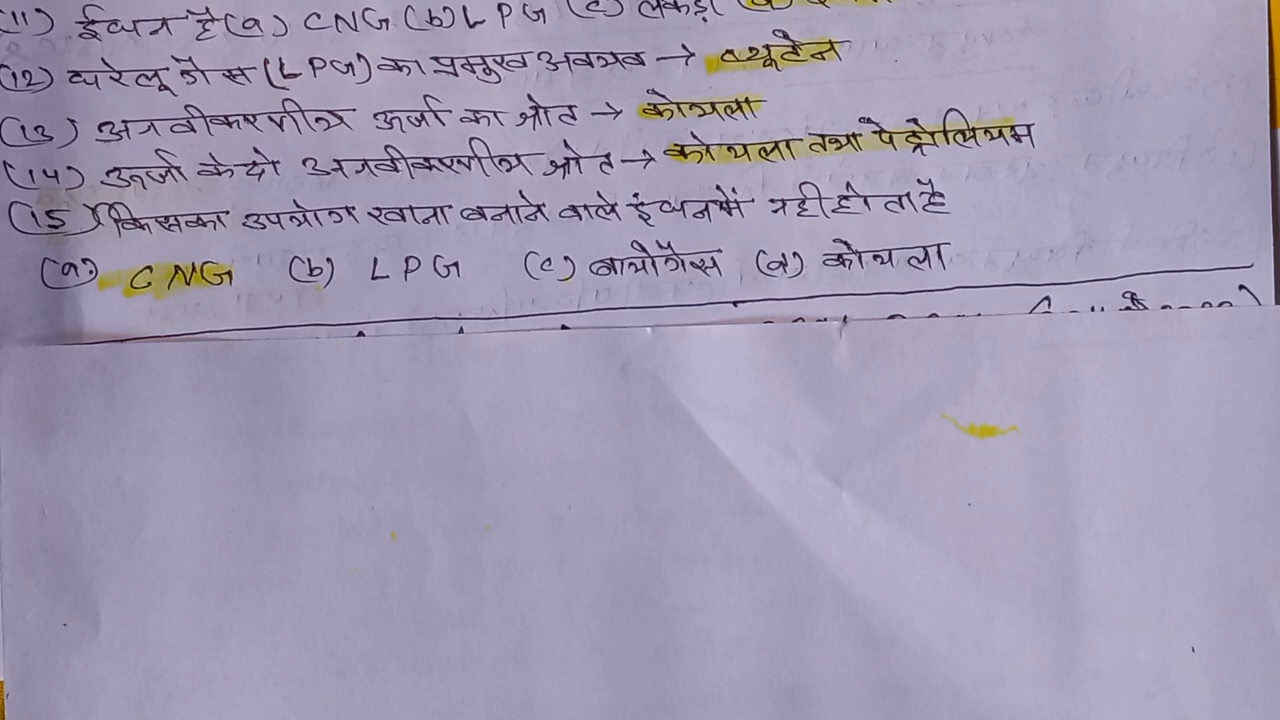 (11) ईंधन है (a) CNG (b) LPG (c) लकड़ी (d)
(12) घरेलू गैस (LPG) का प्रमुख अवयव → ब्यूटेन
(13) अनवीकरणीय ऊर्जा का श्रोत → कोयला
(14) ऊर्जा के दो अनवीकरणीय श्रोत → कोयला तथा पेट्रोलियम
(15) किसका उपयोग खाना बनाने वाले इंधन में नही होता है
(a) CNG (b) LPG (c) बायोगैस (d) कोयला